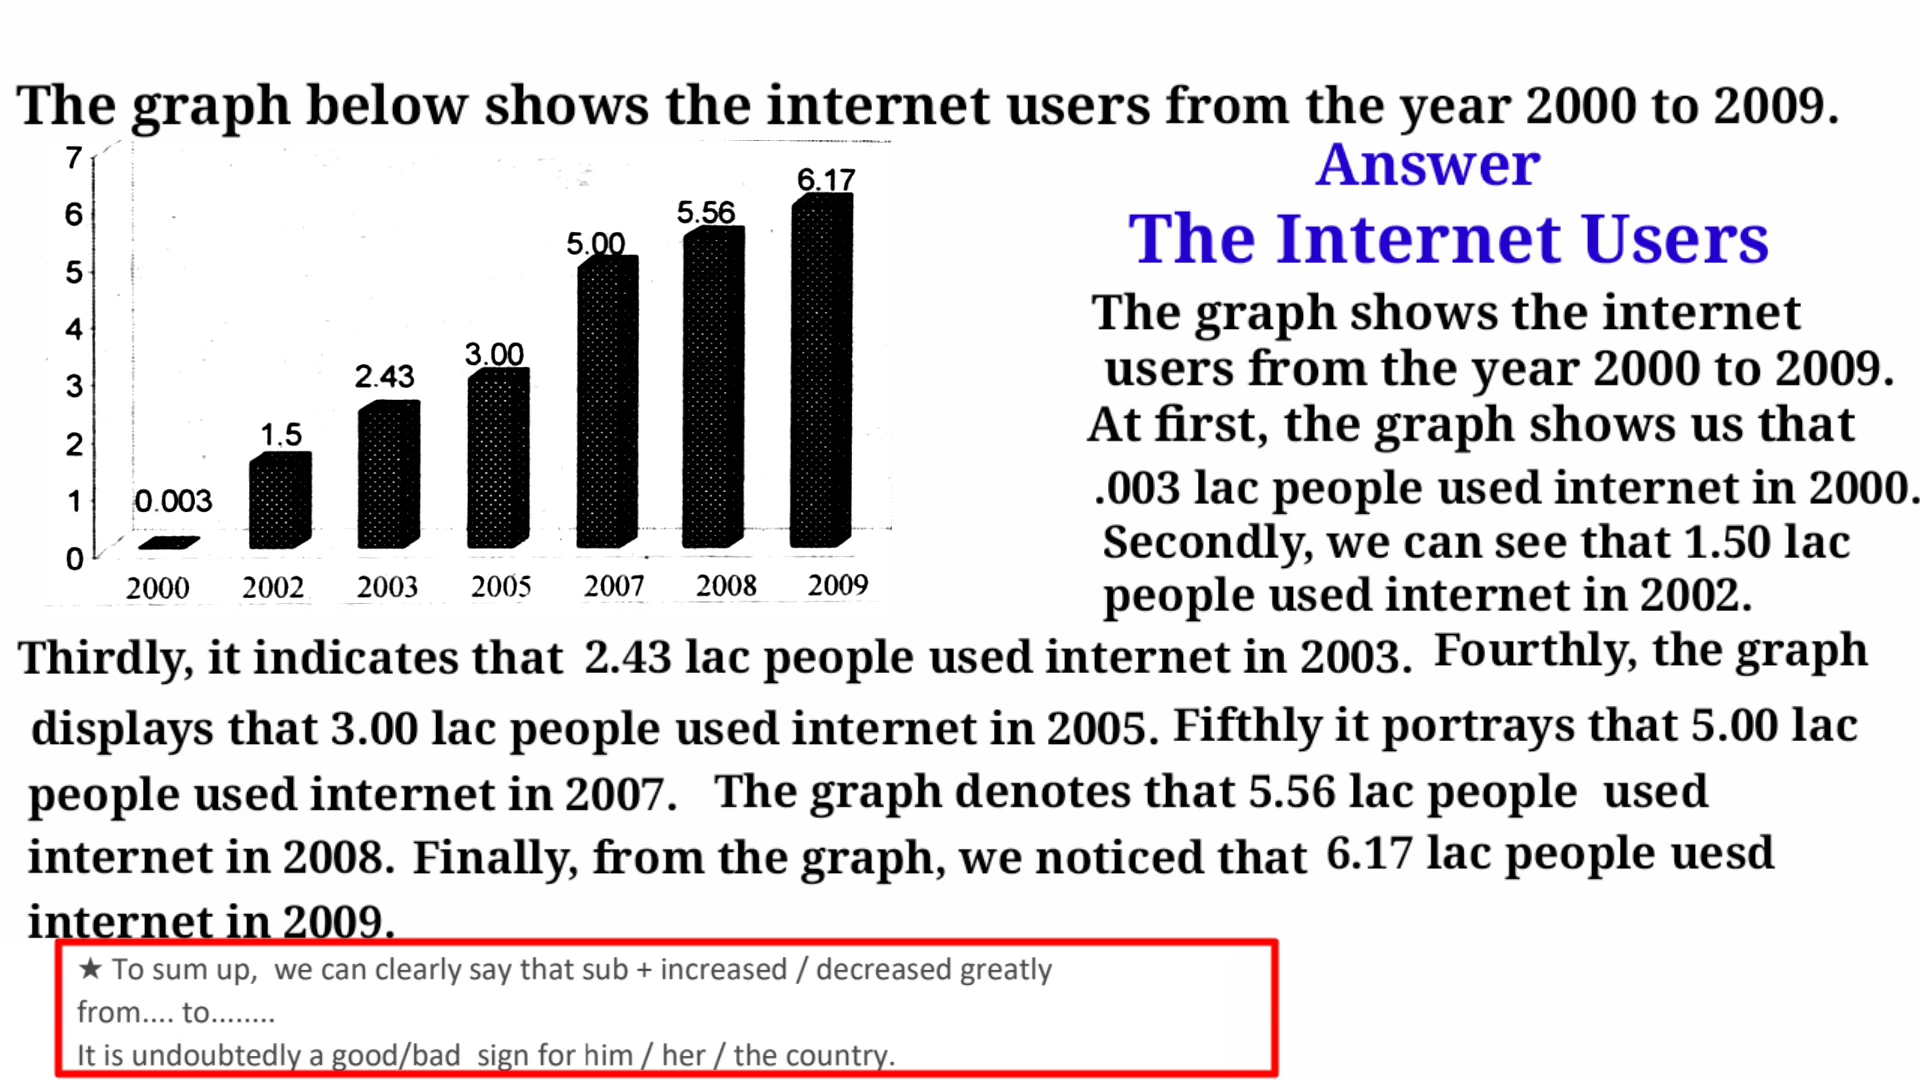 The graph below shows the internet users from the year 2000 to 2009.
7
6
5
4
3
2
1
0
0.003
1.5
2.43
3.00
5.00
5.56
6.17
2000 2002 2003 2005 2007 2008 2009
Answer
The Internet Users
The graph shows the internet
users from the year 2000 to 2009.
At first, the graph shows us that
.003 lac people used internet in 2000.
Secondly, we can see that 1.50 lac
people used internet in 2002.
Thirdly, it indicates that 2.43 lac people used internet in 2003. Fourthly, the graph
displays that 3.00 lac people used internet in 2005. Fifthly it portrays that 5.00 lac
people used internet in 2007. The graph denotes that 5.56 lac people used
internet in 2008. Finally, from the graph, we noticed that 6.17 lac people uesd
internet in 2009.
★ To sum up, we can clearly say that sub + increased / decreased greatly
from.... to........
It is undoubtedly a good/bad sign for him / her / the country.